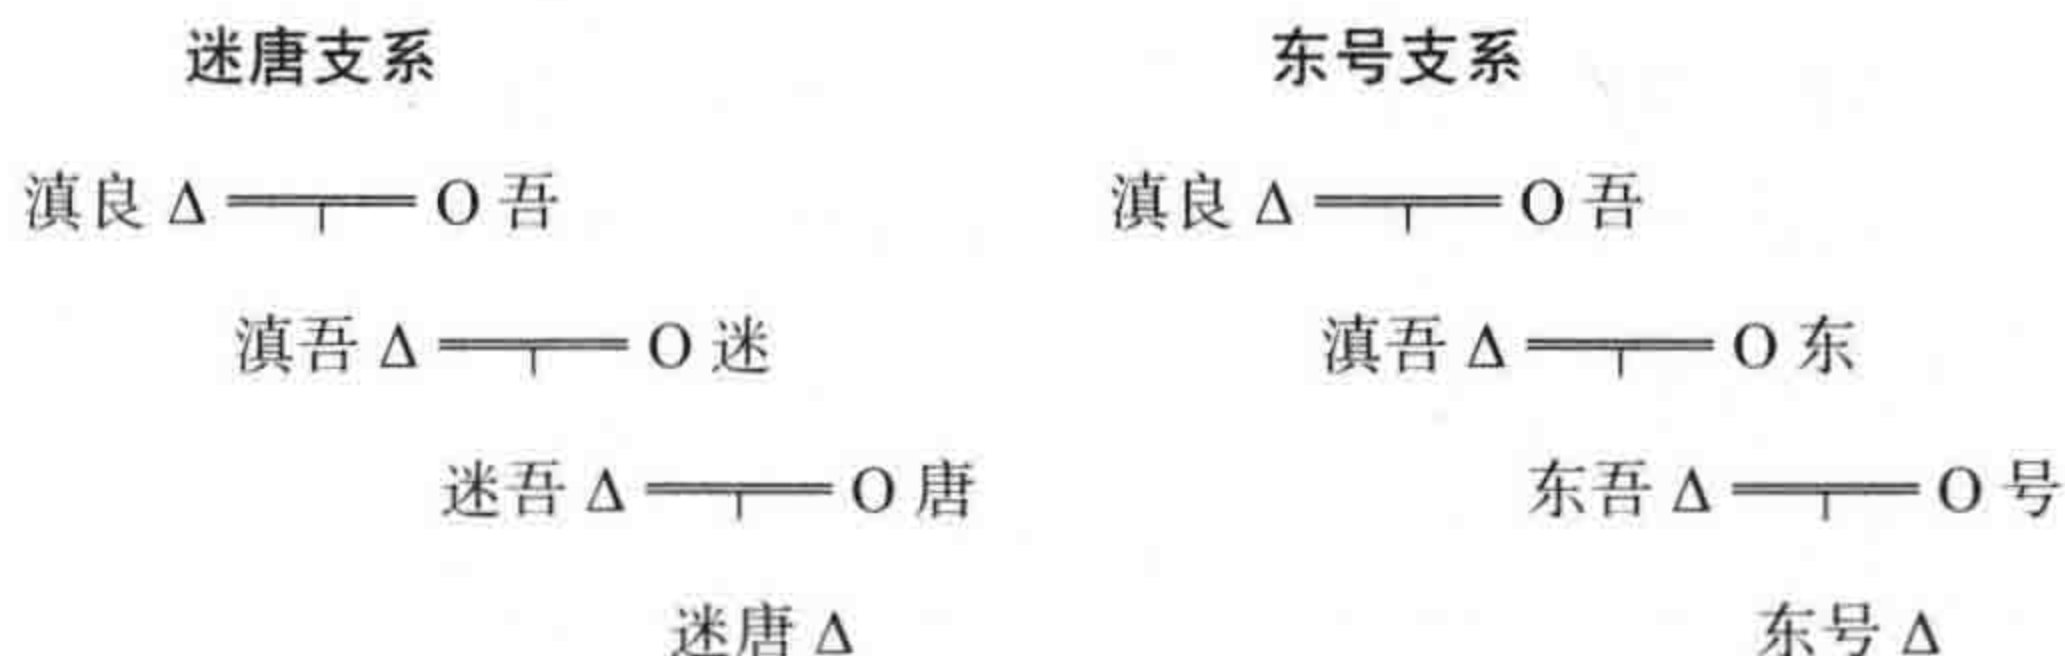 迷唐支系
滇良 Δ O 吾
滇吾 Δ O 迷
迷吾 Δ O 唐
迷唐 Δ
东号支系
滇良 Δ O 吾
滇吾 Δ O 东
东吾 Δ O 号
东号 Δ